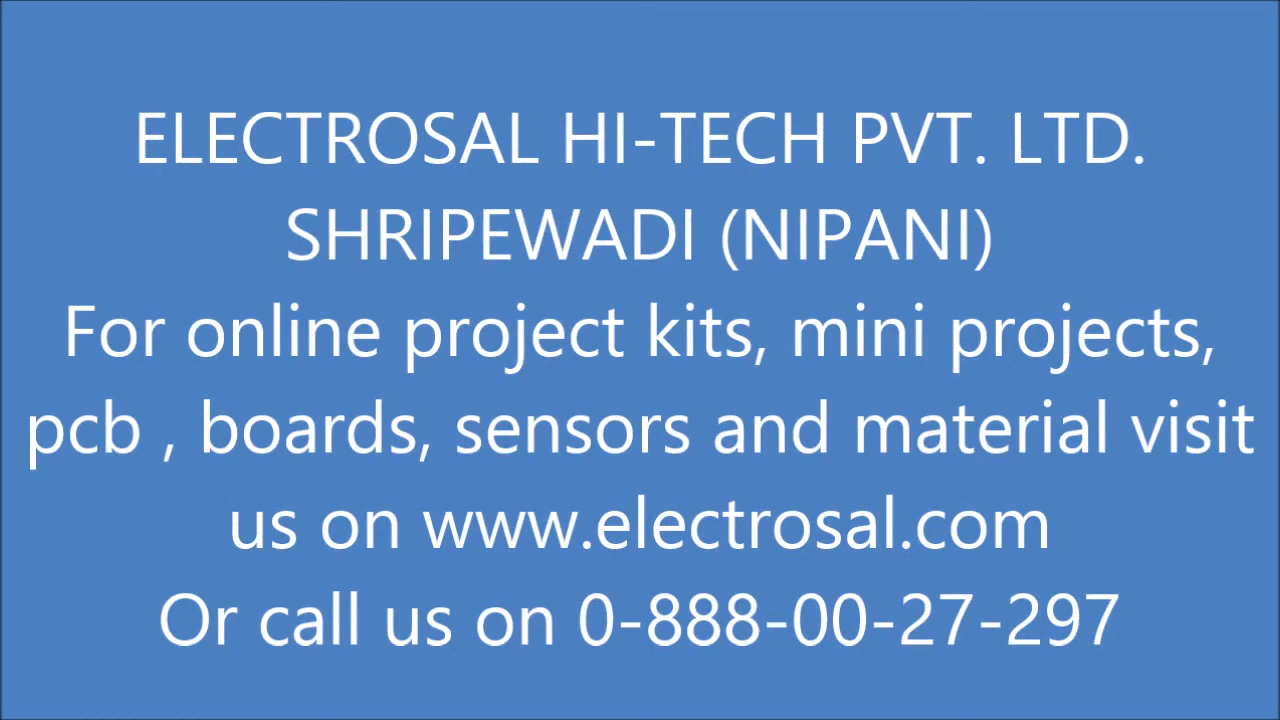 ELECTROSAL HI-TECH PVT. LTD.
SHRIPEWADI (NIPANI)
For online project kits, mini projects,
pcb , boards, sensors and material visit
us on www.electrosal.com
Or call us on 0-888-00-27-297